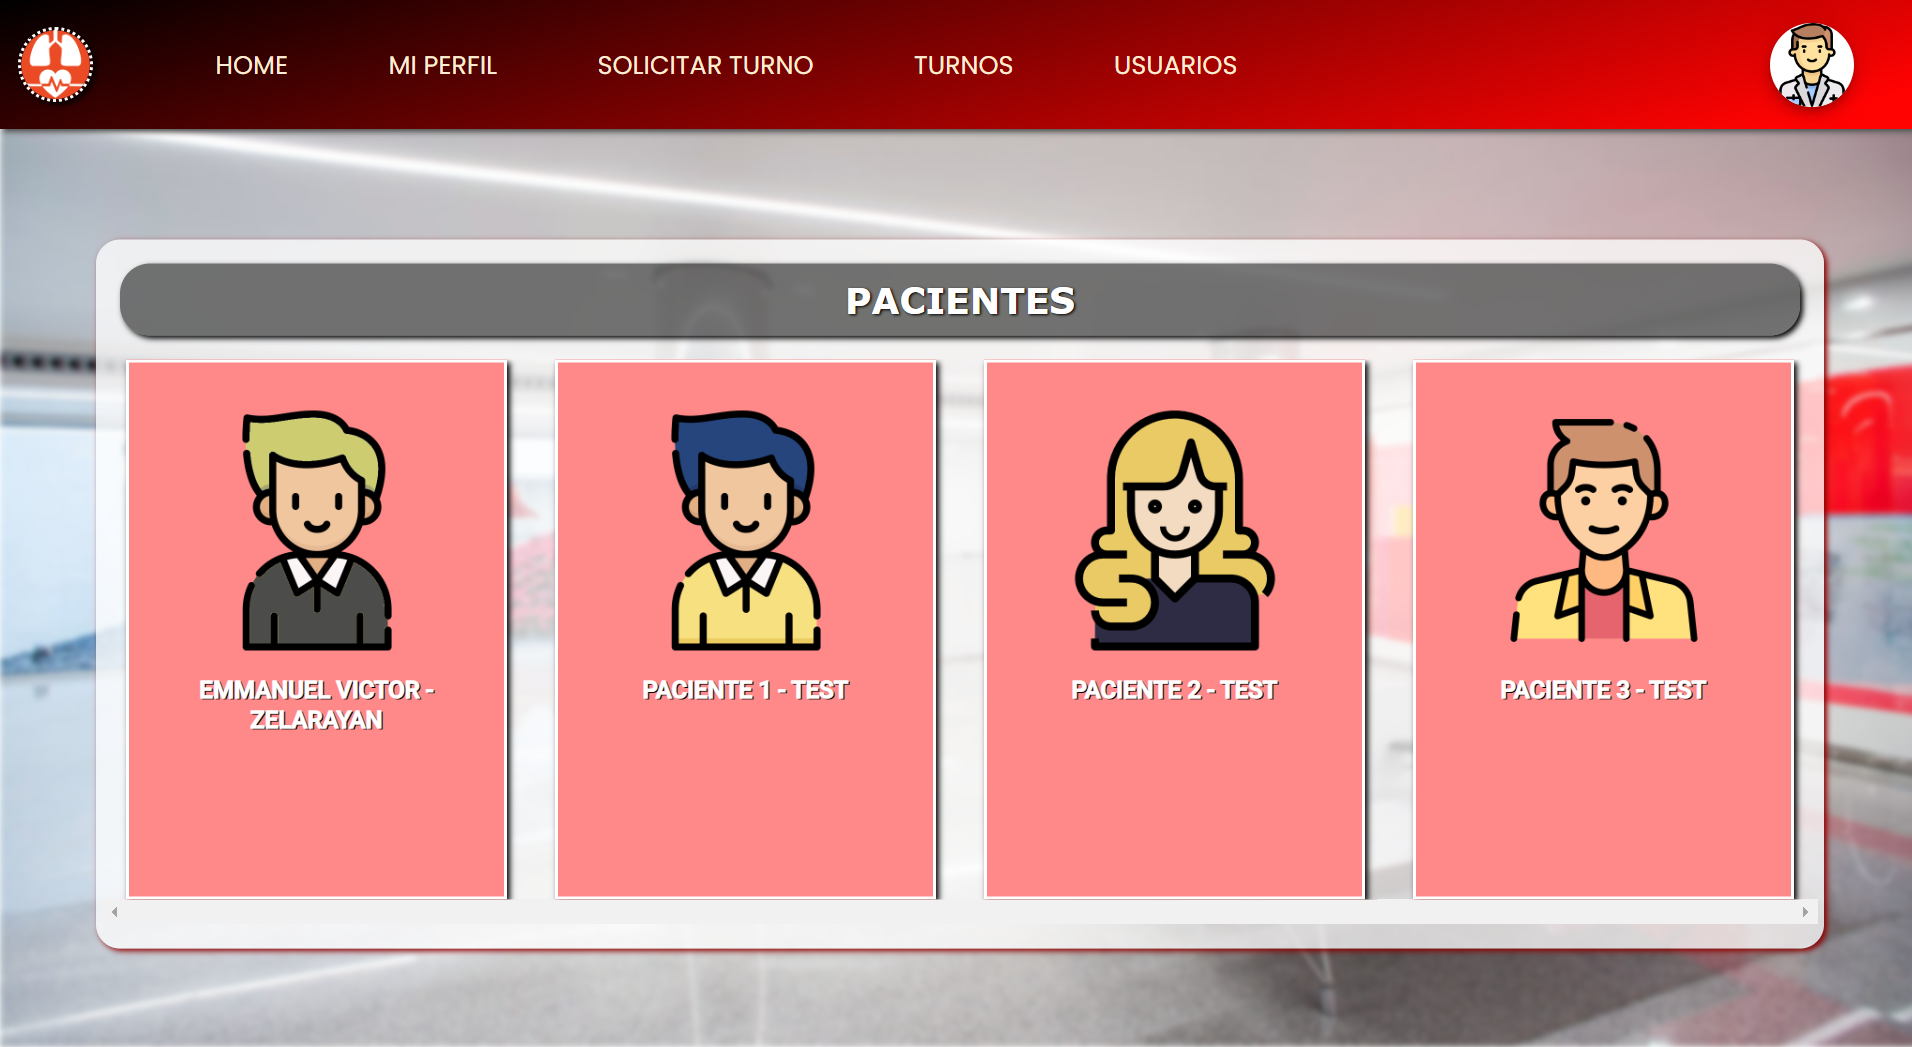 HOME
MI PERFIL
SOLICITAR TURNO
TURNOS
USUARIOS
PACIENTES
EMMANUEL VICTOR -
ZELARAYAN
PACIENTE 1 - TEST
PACIENTE 2 - TEST
PACIENTE 3 - TEST